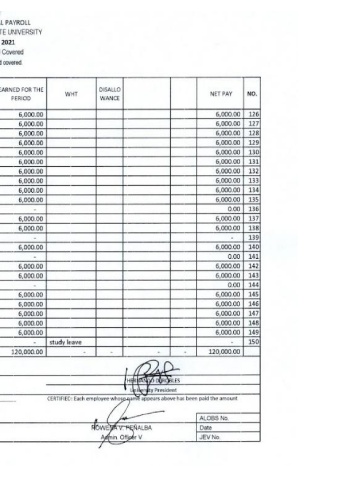 L PAYROLL
TE UNIVERSITY
2021
Covered
d covered.
EARNED FOR THE PERIOD WHT DISALLO WANCE NET PAY NO.
6,000.00 6,000.00 126
6,000.00 6,000.00 127
6,000.00 6,000.00 128
6,000.00 6,000.00 129
6,000.00 6,000.00 130
6,000.00 6,000.00 131
6,000.00 6,000.00 132
6,000.00 6,000.00 133
6,000.00 6,000.00 134
6,000.00 6,000.00 135
- 0.00 136
6,000.00 6,000.00 137
6,000.00 6,000.00 138
- - 139
6,000.00 6,000.00 140
- 0.00 141
6,000.00 6,000.00 142
6,000.00 6,000.00 143
- 0.00 144
6,000.00 6,000.00 145
6,000.00 6,000.00 146
6,000.00 6,000.00 147
6,000.00 6,000.00 148
6,000.00 6,000.00 149
- study leave - 150
120,000.00 - - - - 120,000.00
University President
CERTIFIED: Each employee whose name appears above has been paid the amount
ALOBS No.
ROWENA V. PEÑALBA Date
Admin. Officer V JEV No.